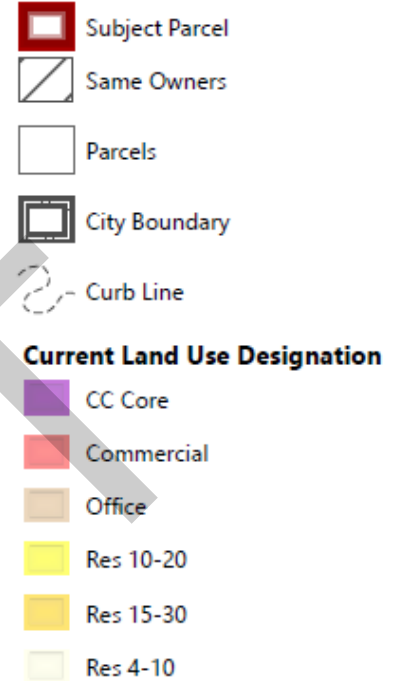 Subject Parcel
Same Owners
Parcels
City Boundary
Curb Line
Current Land Use Designation
CC Core
Commercial
Office
Res 10-20
Res 15-30
Res 4-10